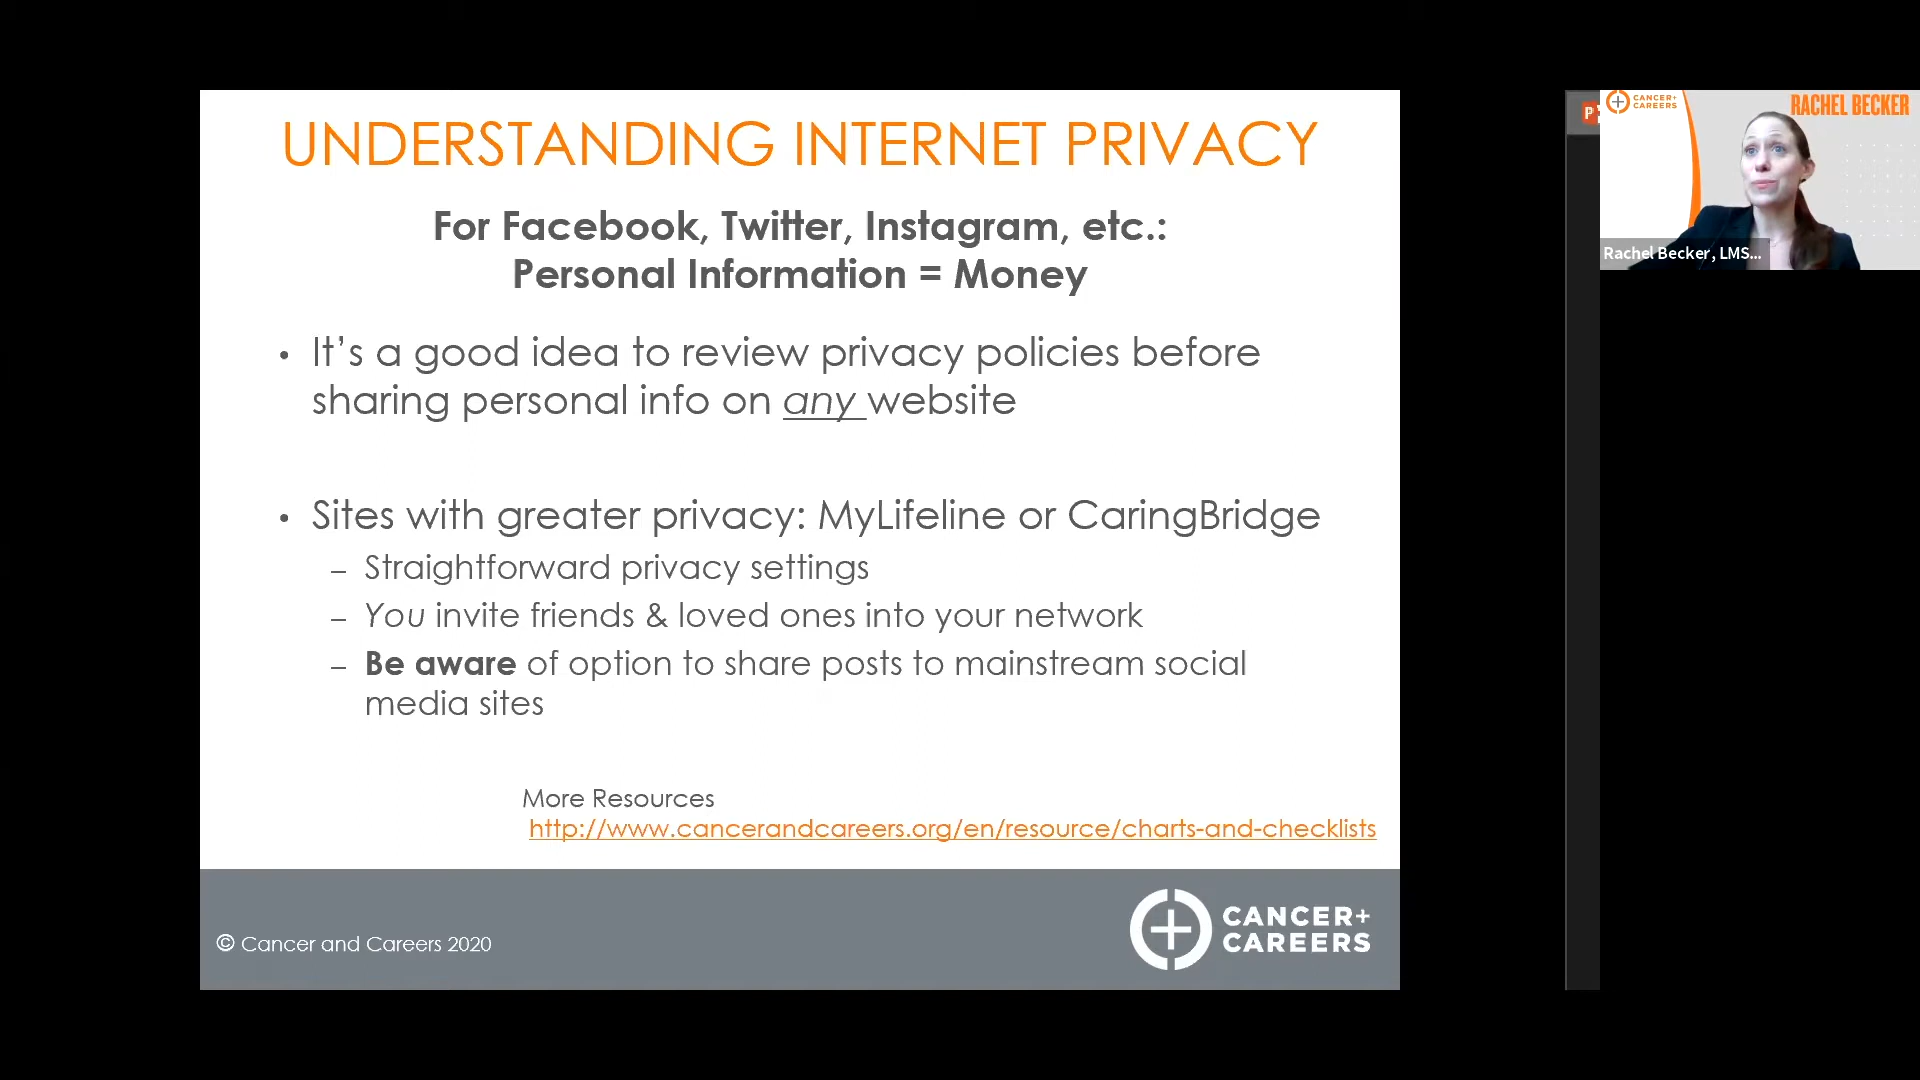 UNDERSTANDING INTERNET PRIVACY
For Facebook, Twitter, Instagram, etc.:
Personal Information = Money
• It’s a good idea to review privacy policies before
sharing personal info on any website
• Sites with greater privacy: MyLifeline or CaringBridge
– Straightforward privacy settings
– You invite friends & loved ones into your network
– Be aware of option to share posts to mainstream social
media sites
More Resources
http://www.cancerandcareers.org/en/resource/charts-and-checklists
© Cancer and Careers 2020
CANCER+
CAREERS
P
CANCER+
CAREERS
RACHEL BECKER
Rachel Becker, LMS...